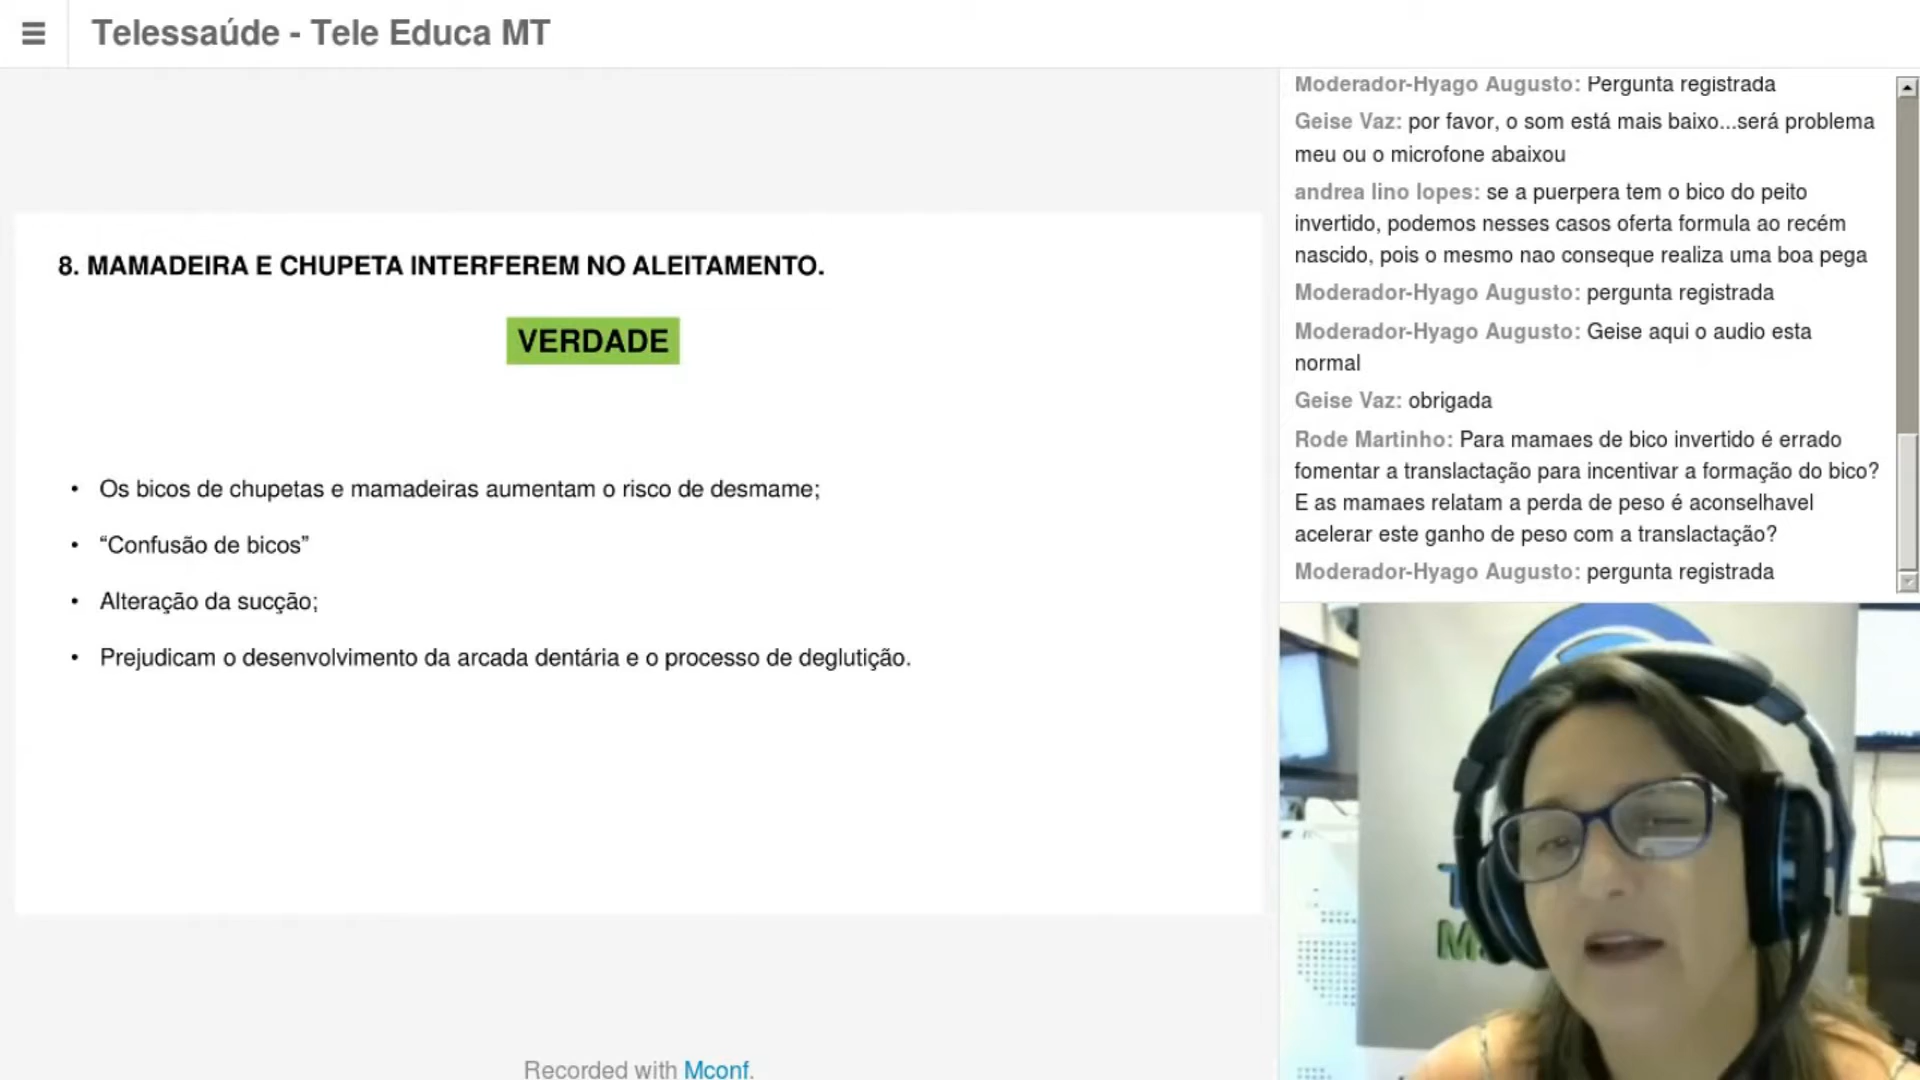 Telessaúde - Tele Educa MT
8. MAMADEIRA E CHUPETA INTERFEREM NO ALEITAMENTO.
VERDADE
• Os bicos de chupetas e mamadeiras aumentam o risco de desmame;
• “Confusão de bicos”
• Alteração da sucção;
• Prejudicam o desenvolvimento da arcada dentária e o processo de deglutição.
Recorded with Mconf.
Moderador-Hyago Augusto: Pergunta registrada
Geise Vaz: por favor, o som está mais baixo...será problema
meu ou o microfone abaixou
andrea lino lopes: se a puerpera tem o bico do peito
invertido, podemos nesses casos oferta formula ao recém
nascido, pois o mesmo nao conseque realiza uma boa pega
Moderador-Hyago Augusto: pergunta registrada
Moderador-Hyago Augusto: Geise aqui o audio esta
normal
Geise Vaz: obrigada
Rode Martinho: Para mamaes de bico invertido é errado
fomentar a translactação para incentivar a formação do bico?
E as mamaes relatam a perda de peso é aconselhavel
acelerar este ganho de peso com a translactação?
Moderador-Hyago Augusto: pergunta registrada